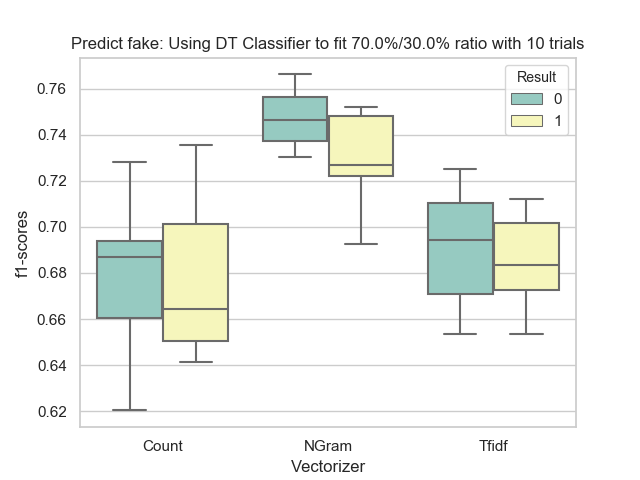 Predict fake: Using DT Classifier to fit 70.0%/30.0% ratio with 10 trials
Result
0
1
0.76
0.74
0.72
0.70
0.68
0.66
0.64
0.62
f1-scores
Count
NGram
Tfidf
Vectorizer